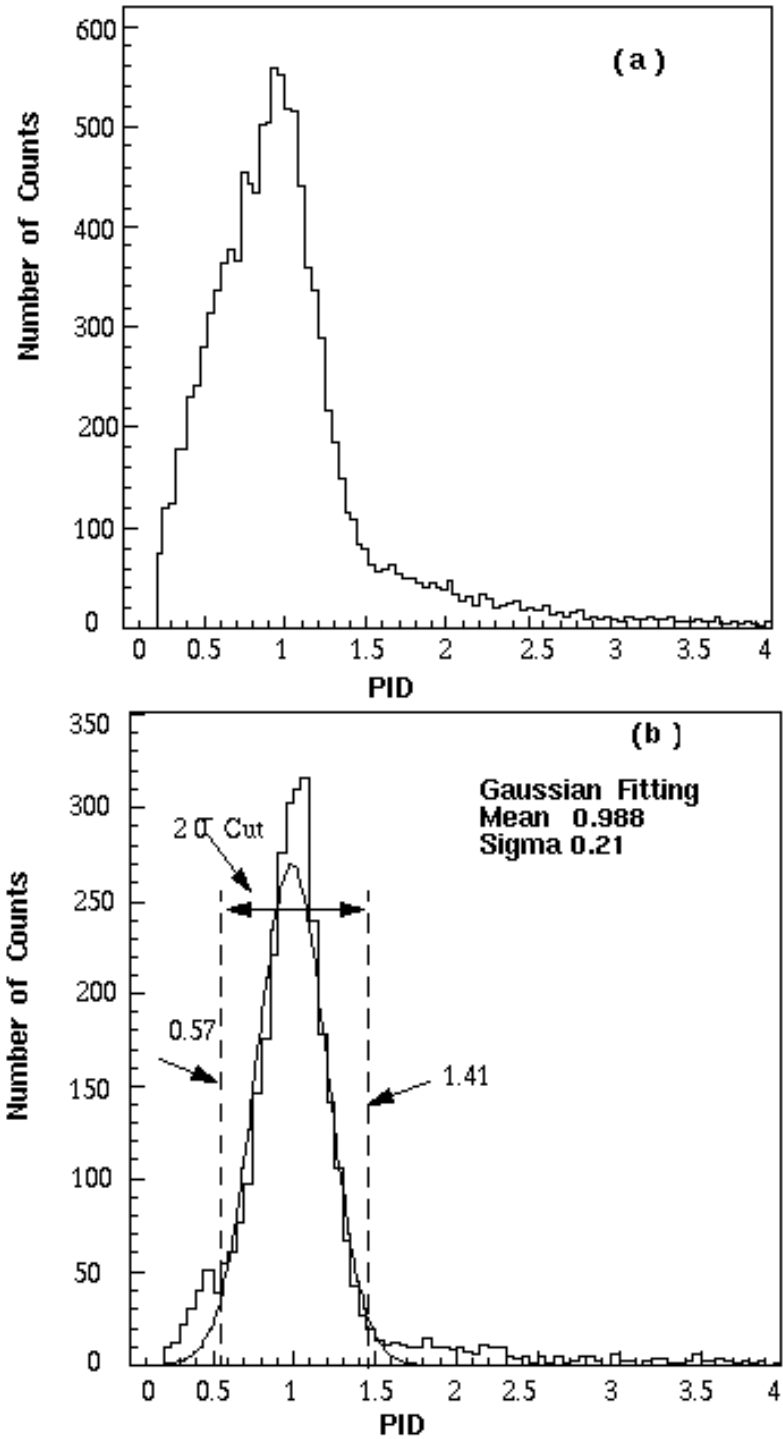 600
500
400
300
200
100
0
Number of Counts
(a)
0 0.5 1 1.5 2 2.5 3 3.5 4
PID
350
300
250
200
150
100
50
0
Number of Counts
(b)
Gaussian Fitting
Mean 0.988
Sigma 0.21
2σ Cut
0.57
1.41
0 0.5 1 1.5 2 2.5 3 3.5 4
PID